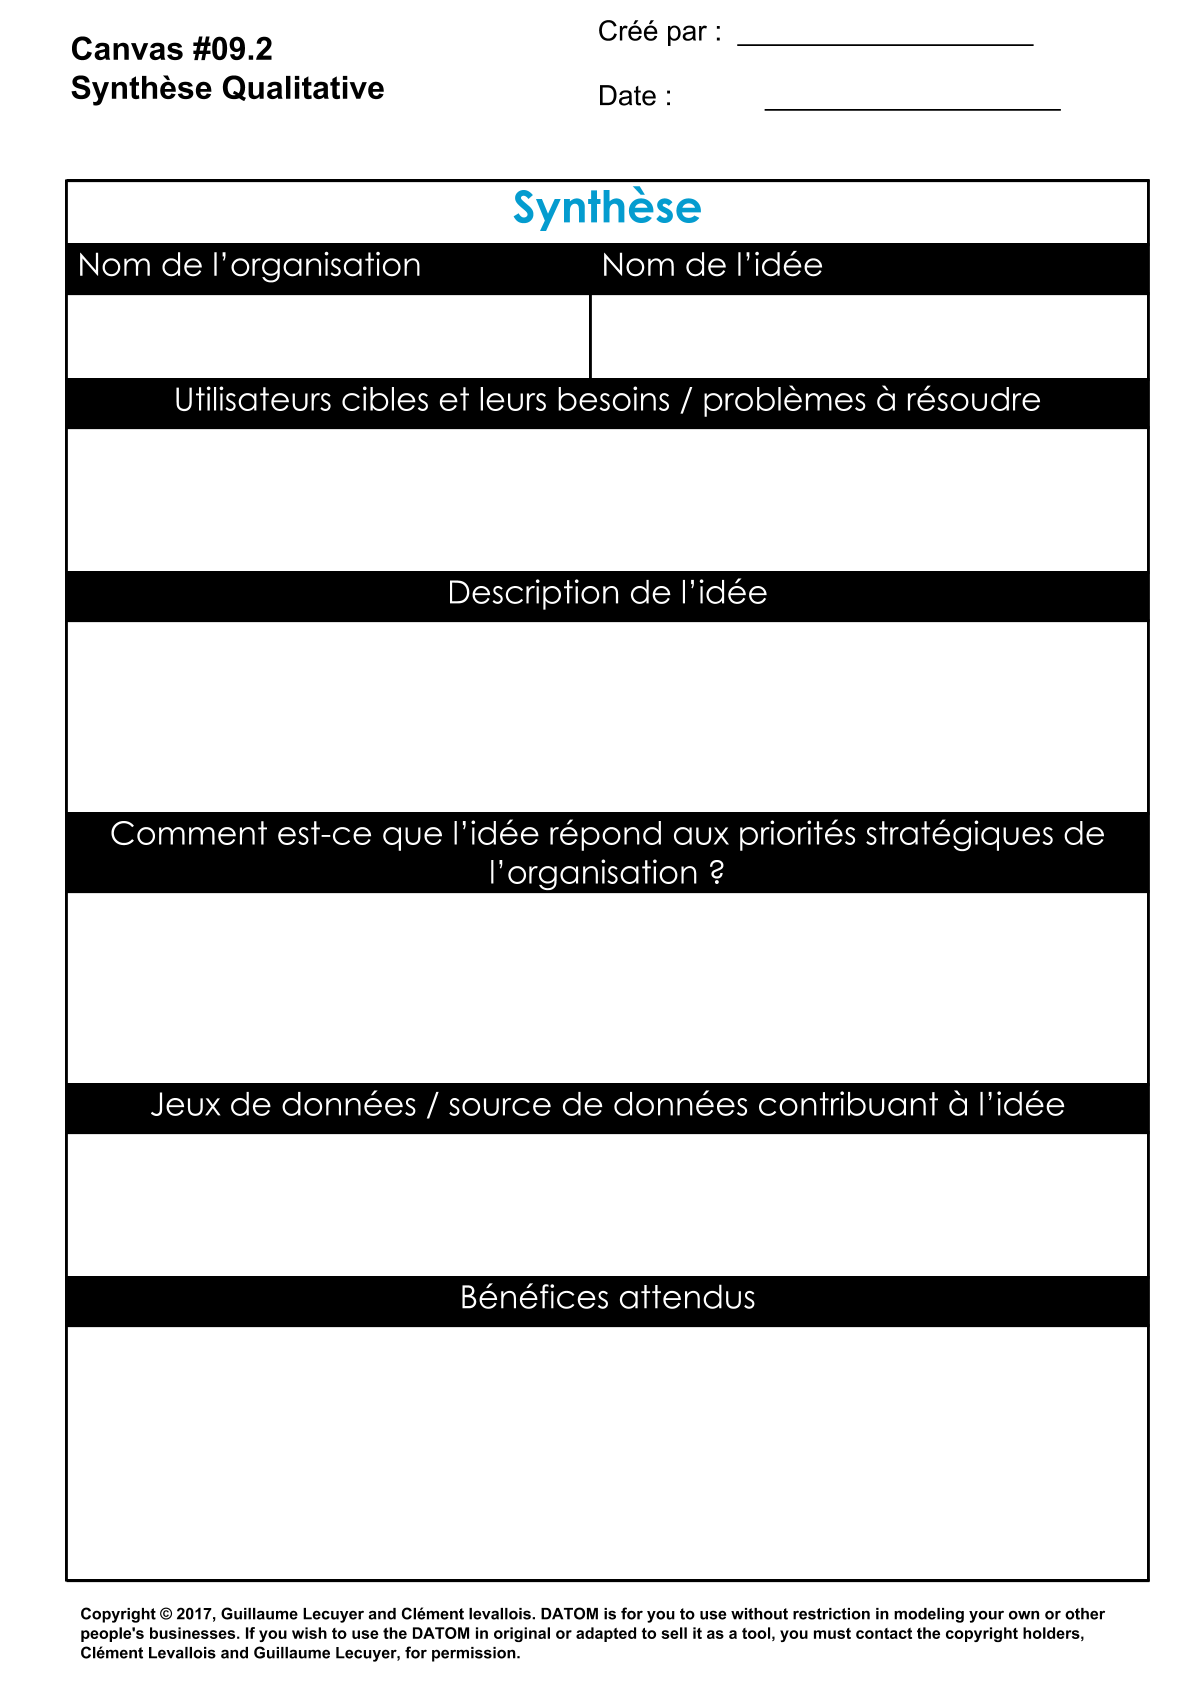 Canvas #09.2
Synthèse Qualitative
Créé par : ___________________
Date : ___________________
Synthèse
Nom de l’organisation
Nom de l’idée
Utilisateurs cibles et leurs besoins / problèmes à résoudre
Description de l’idée
Comment est-ce que l’idée répond aux priorités stratégiques de
l’organisation ?
Jeux de données / source de données contribuant à l’idée
Bénéfices attendus
Copyright © 2017, Guillaume Lecuyer and Clément levallois. DATOM is for you to use without restriction in modeling your own or other
people's businesses. If you wish to use the DATOM in original or adapted to sell it as a tool, you must contact the copyright holders,
Clément Levallois and Guillaume Lecuyer, for permission.